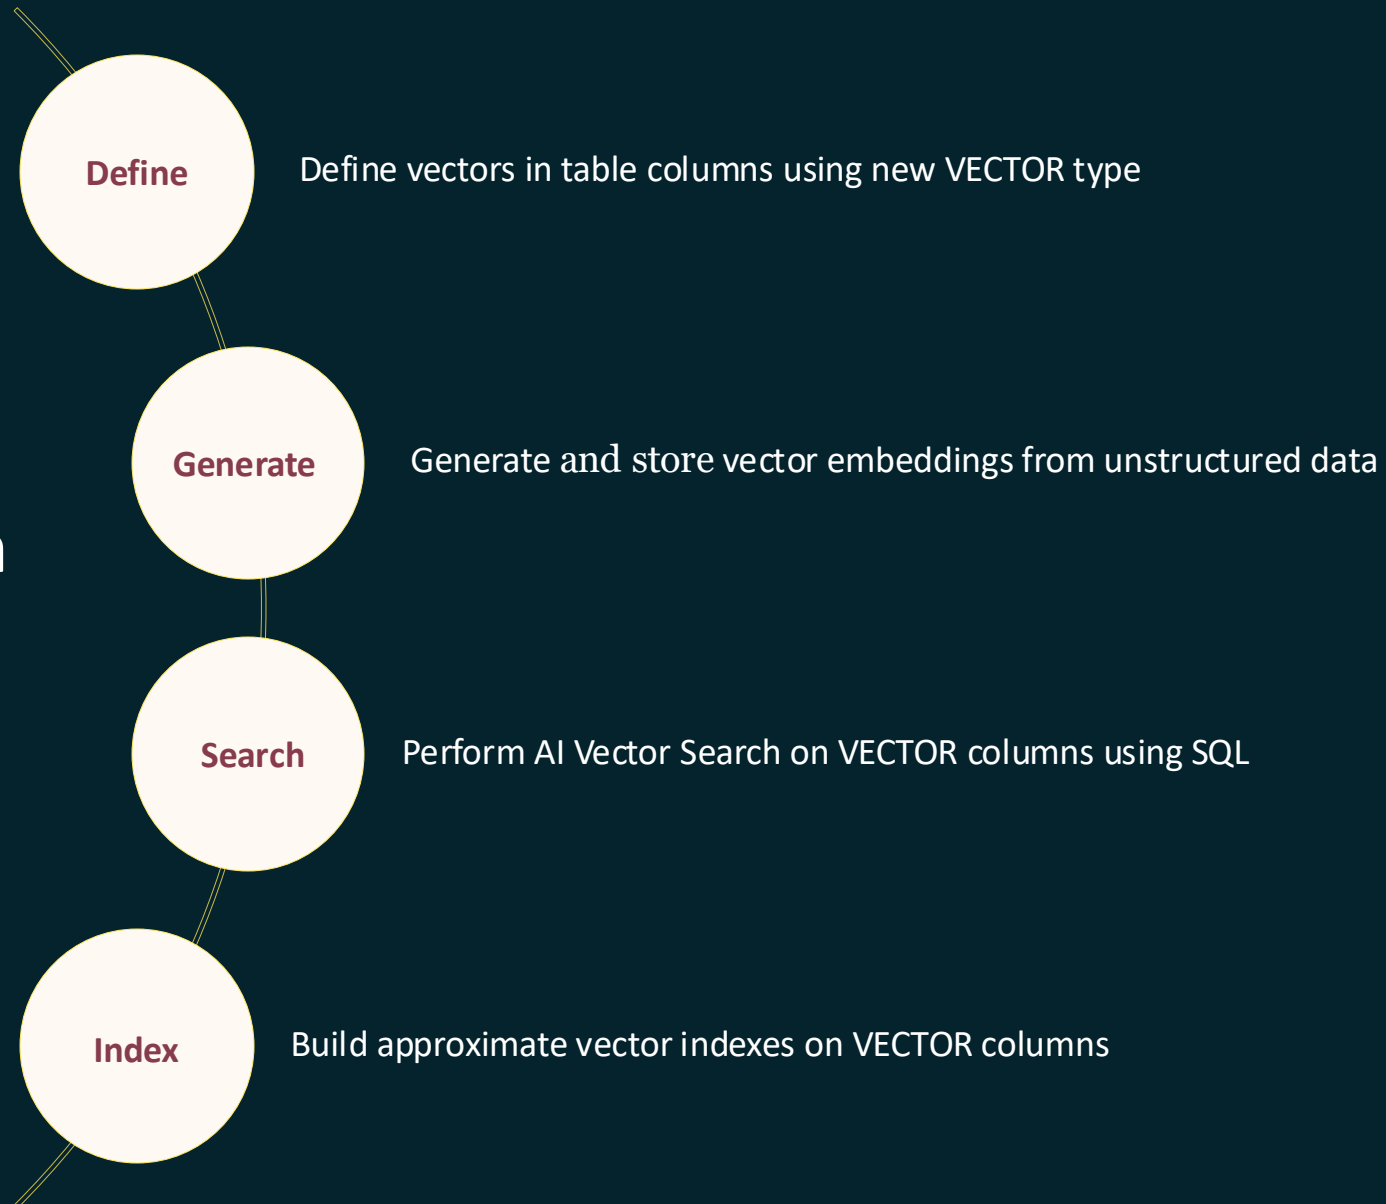 Define
Define vectors in table columns using new VECTOR type
Generate
Generate and store vector embeddings from unstructured data
Search
Perform AI Vector Search on VECTOR columns using SQL
Index
Build approximate vector indexes on VECTOR columns